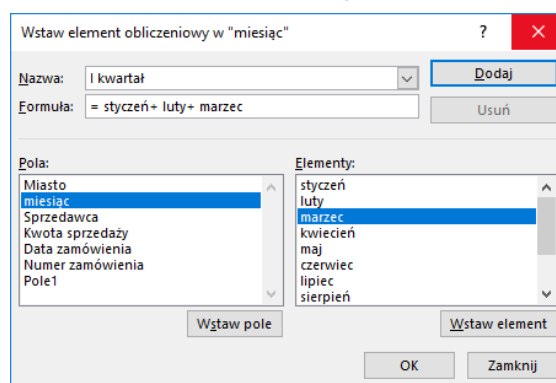 Wstaw element obliczeniowy w "miesiąc" ?
Nazwa: I kwartał Dodaj
Formuła: = styczeń+ luty+ marzec Usuń
Pola: Elementy:
Miasto
miesiąc
Sprzedawca
Kwota sprzedaży
Data zamówienia
Numer zamówienia
Pole1
styczeń
luty
marzec
kwiecień
maj
czerwiec
lipiec
sierpień
Wstaw pole Wstaw element
OK Zamknij